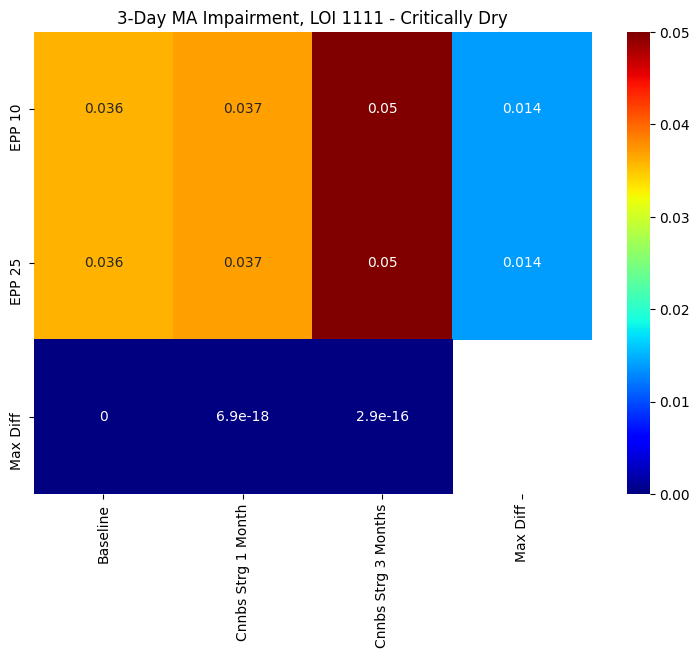 3-Day MA Impairment, LOI 1111 - Critically Dry
EPP 10
0.036
0.037
0.05
0.014
EPP 25
0.036
0.037
0.05
0.014
Max Diff
0
6.9e-18
2.9e-16
Baseline
Cnnbs Strg 1 Month
Cnnbs Strg 3 Months
Max Diff
0.05
0.04
0.03
0.02
0.01
0.00